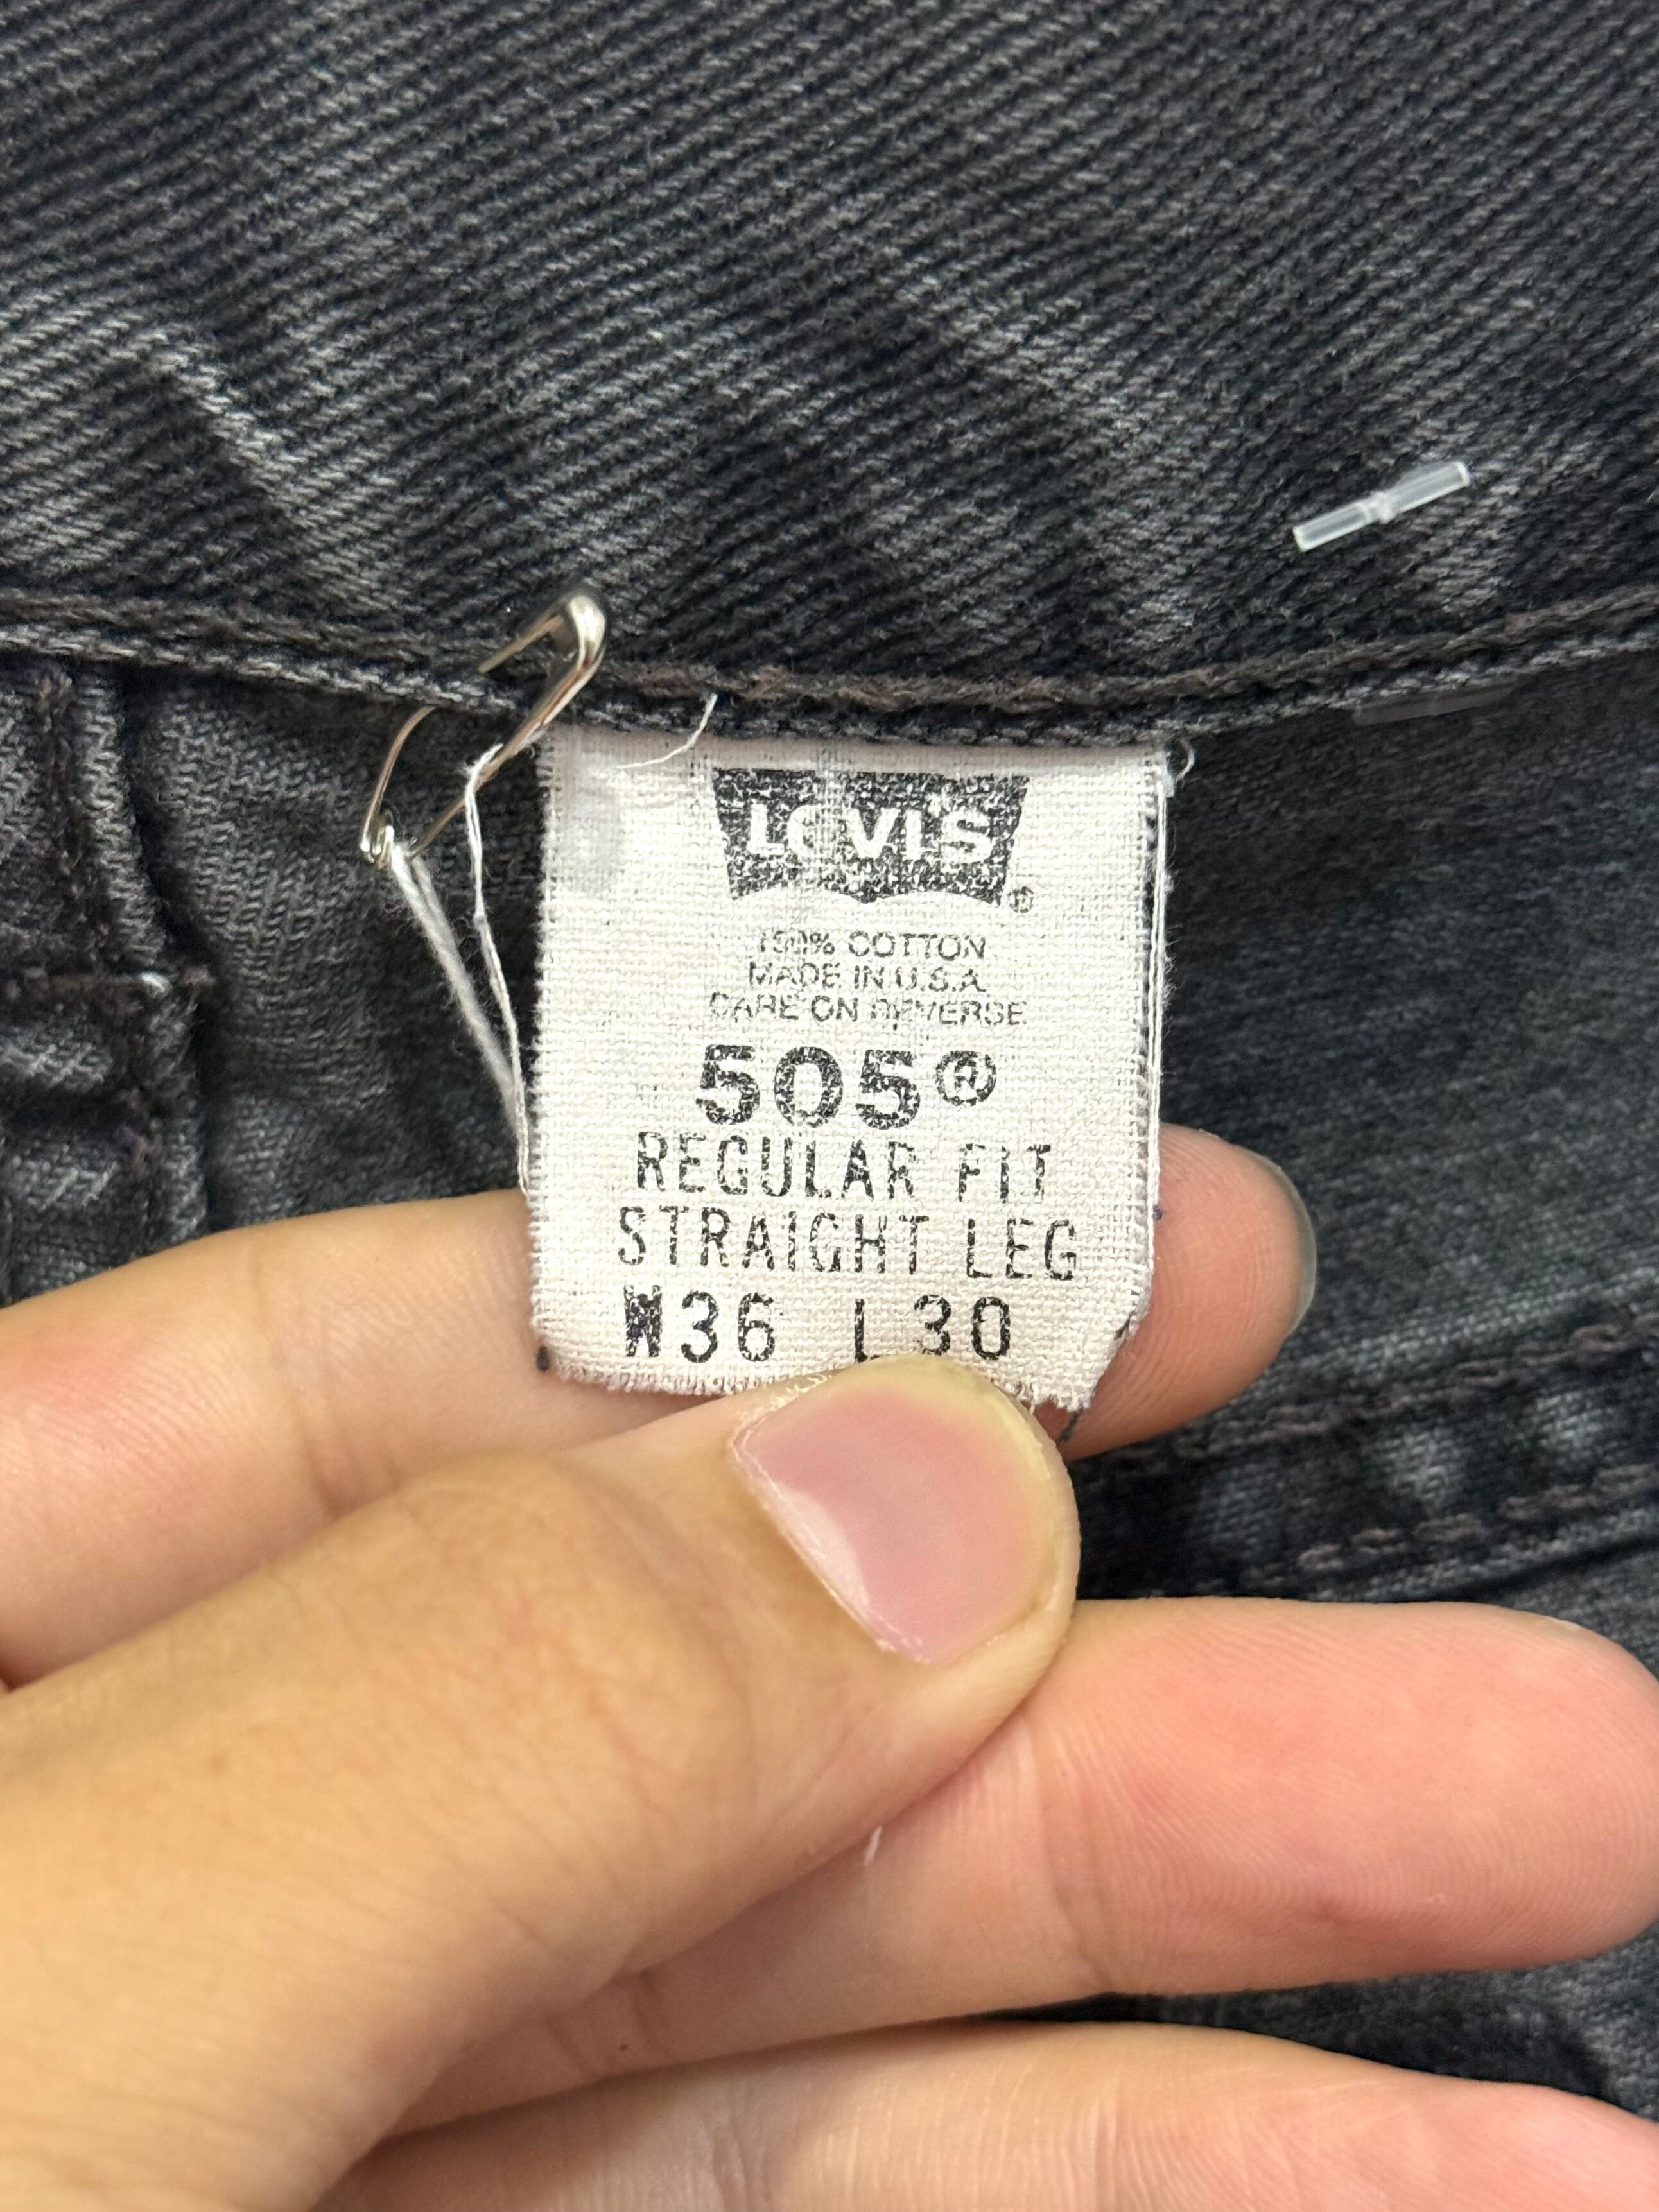 LEVI'S ®
100% COTTON
MADE IN U.S.A.
CARE ON REVERSE
505®
REGULAR FIT
STRAIGHT LEG
W36 L30